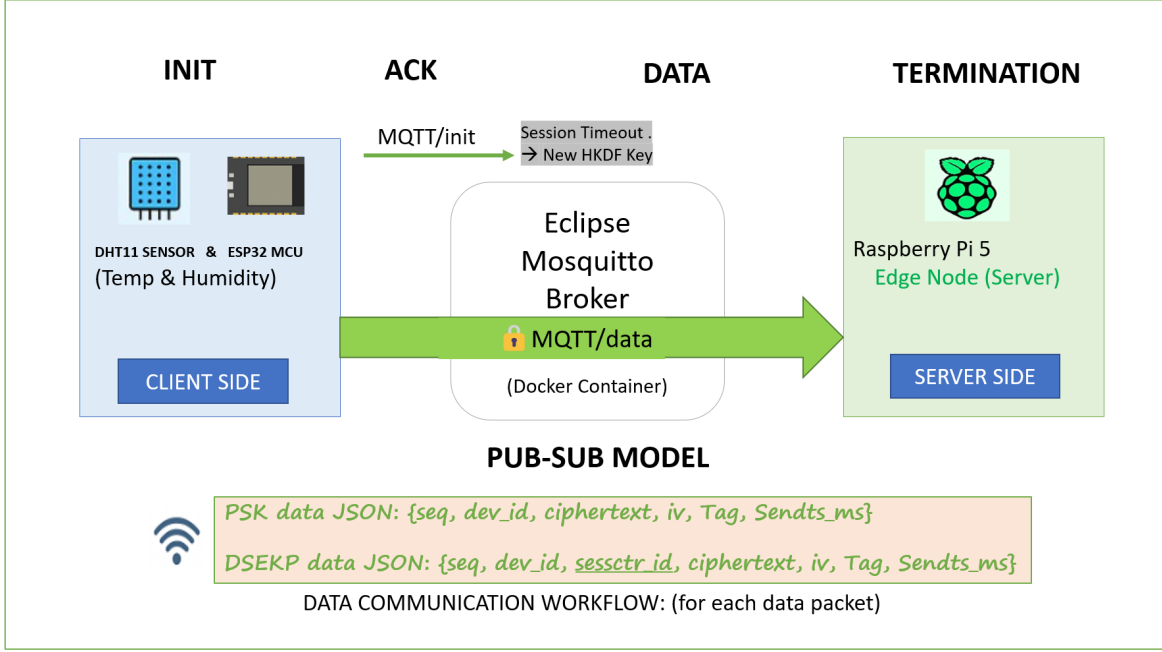 INIT
ACK
DATA
TERMINATION
MQTT/init
Session Timeout .
→ New HKDF Key
DHT11 SENSOR & ESP32 MCU
(Temp & Humidity)
CLIENT SIDE
Eclipse
Mosquitto
Broker
🔒 MQTT/data
(Docker Container)
Raspberry Pi 5
Edge Node (Server)
SERVER SIDE
PUB-SUB MODEL
PSK data JSON: {seq, dev_id, ciphertext, iv, Tag, Sendts_ms}
DSEKP data JSON: {seq, dev_id, sessctr_id, ciphertext, iv, Tag, Sendts_ms}
DATA COMMUNICATION WORKFLOW: (for each data packet)